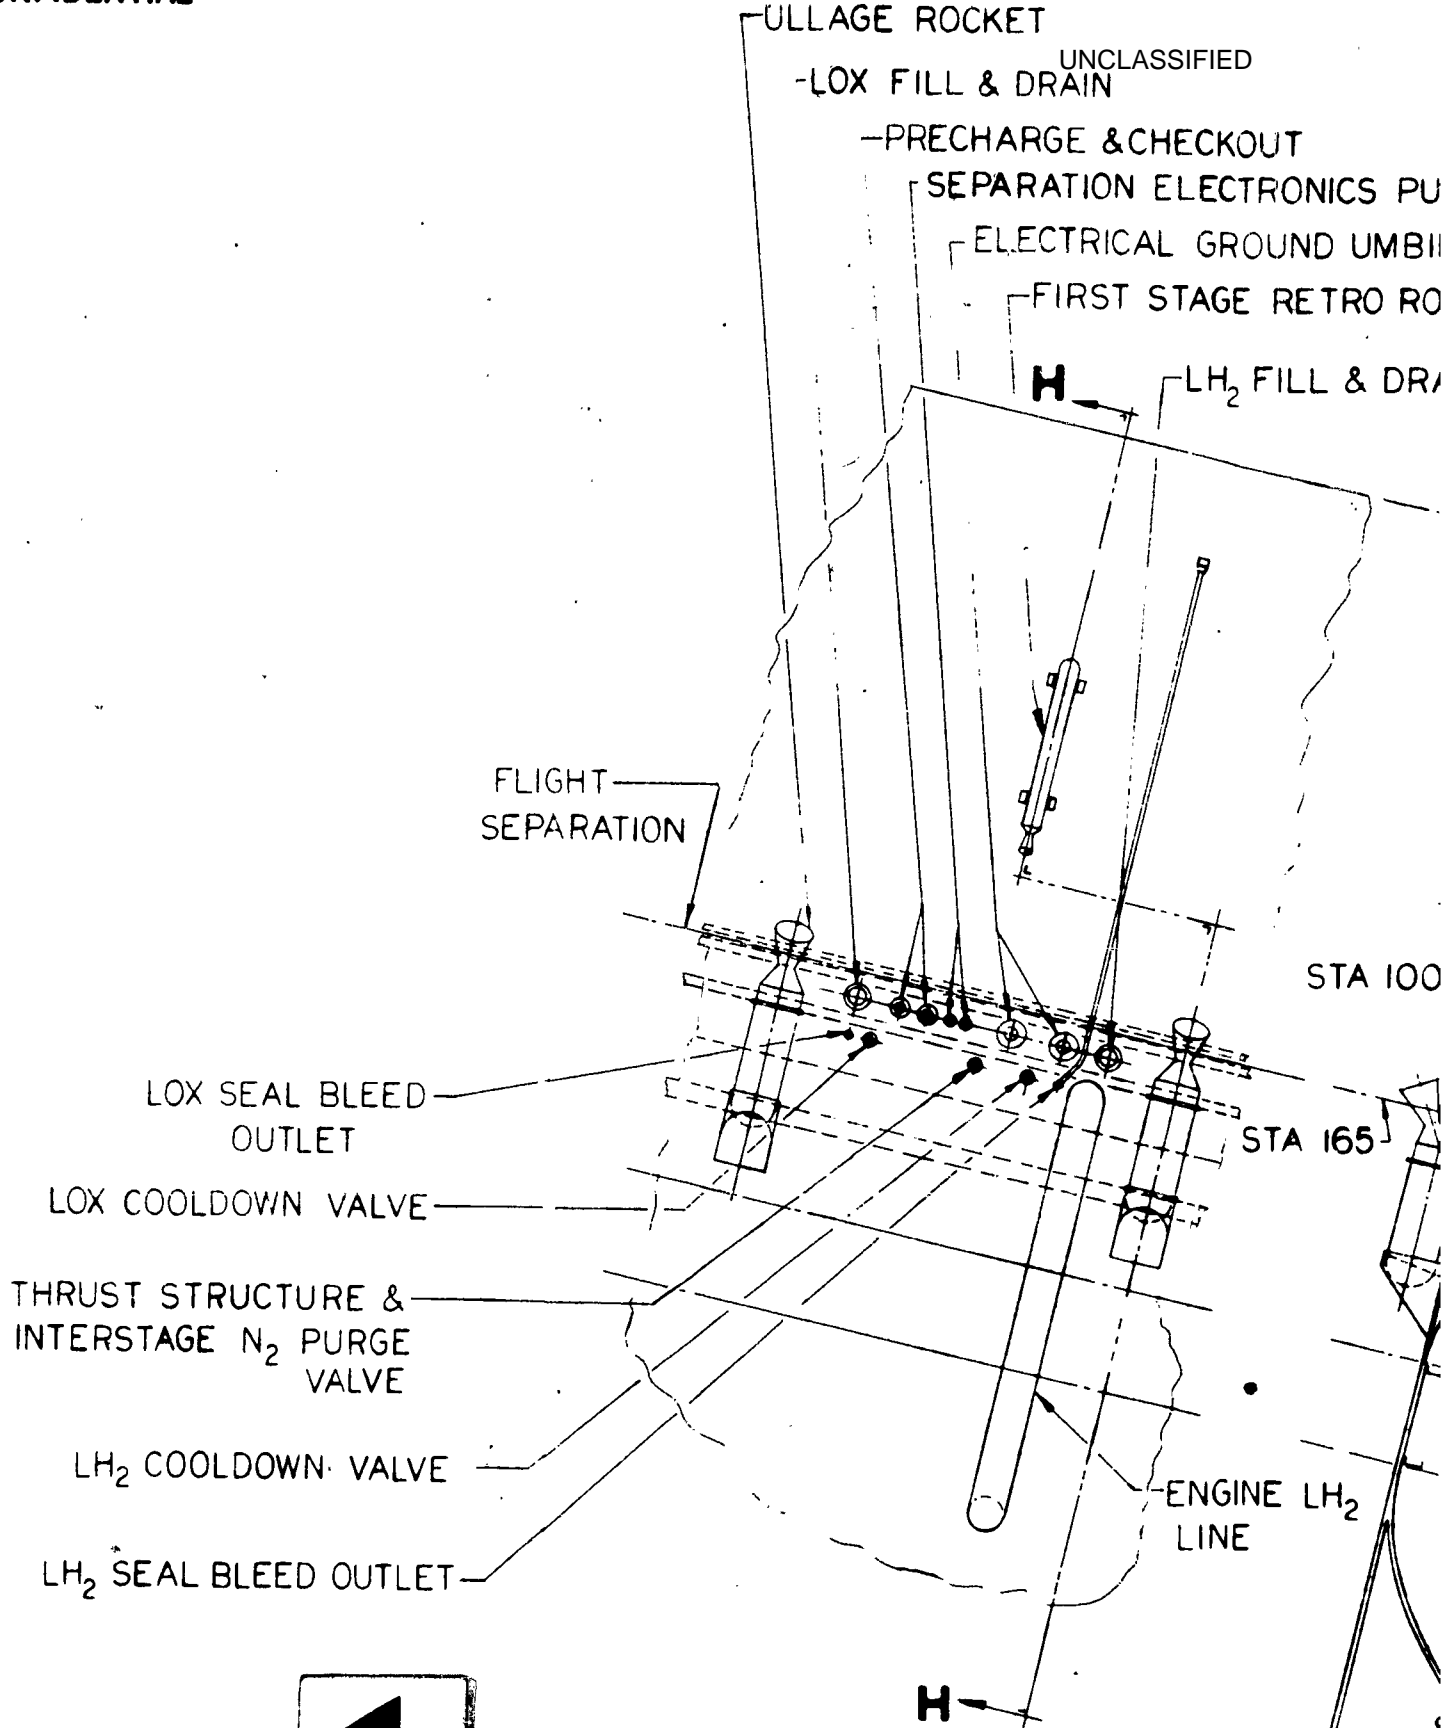 ULLAGE ROCKET
UNCLASSIFIED
LOX FILL & DRAIN
PRECHARGE & CHECKOUT
SEPARATION ELECTRONICS PU
ELECTRICAL GROUND UMBI
FIRST STAGE RETRO RO
H
LH₂ FILL & DRA
FLIGHT
SEPARATION
STA 100
LOX SEAL BLEED
OUTLET
STA 165
LOX COOLDOWN VALVE
THRUST STRUCTURE &
INTERSTAGE N₂ PURGE
VALVE
LH₂ COOLDOWN VALVE
ENGINE LH₂
LINE
LH₂ SEAL BLEED OUTLET
H